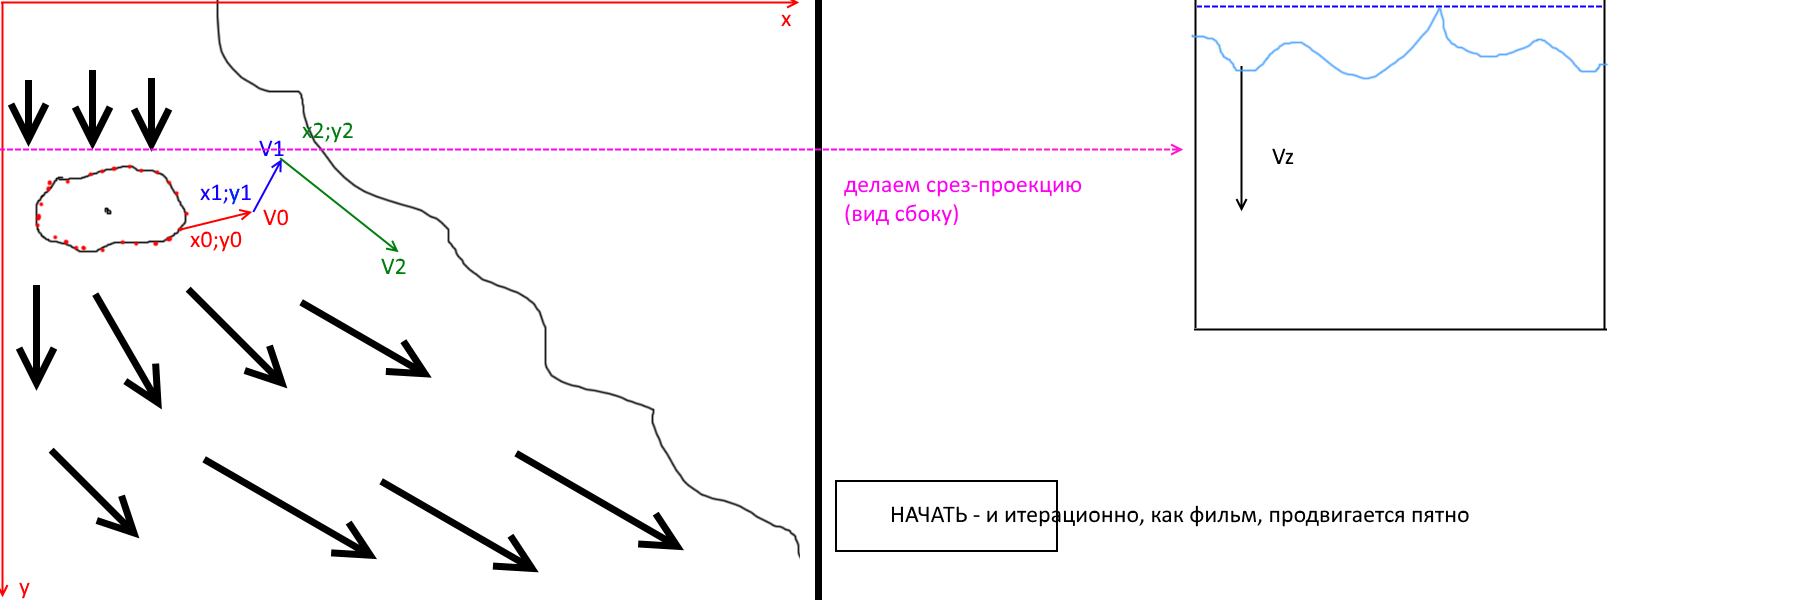 x
x2;y2
V1
x1;y1
V0
x0;y0
V2
y
делаем срез-проекцию
(вид сбоку)
Vz
НАЧАТЬ - и итерационно, как фильм, продвигается пятно